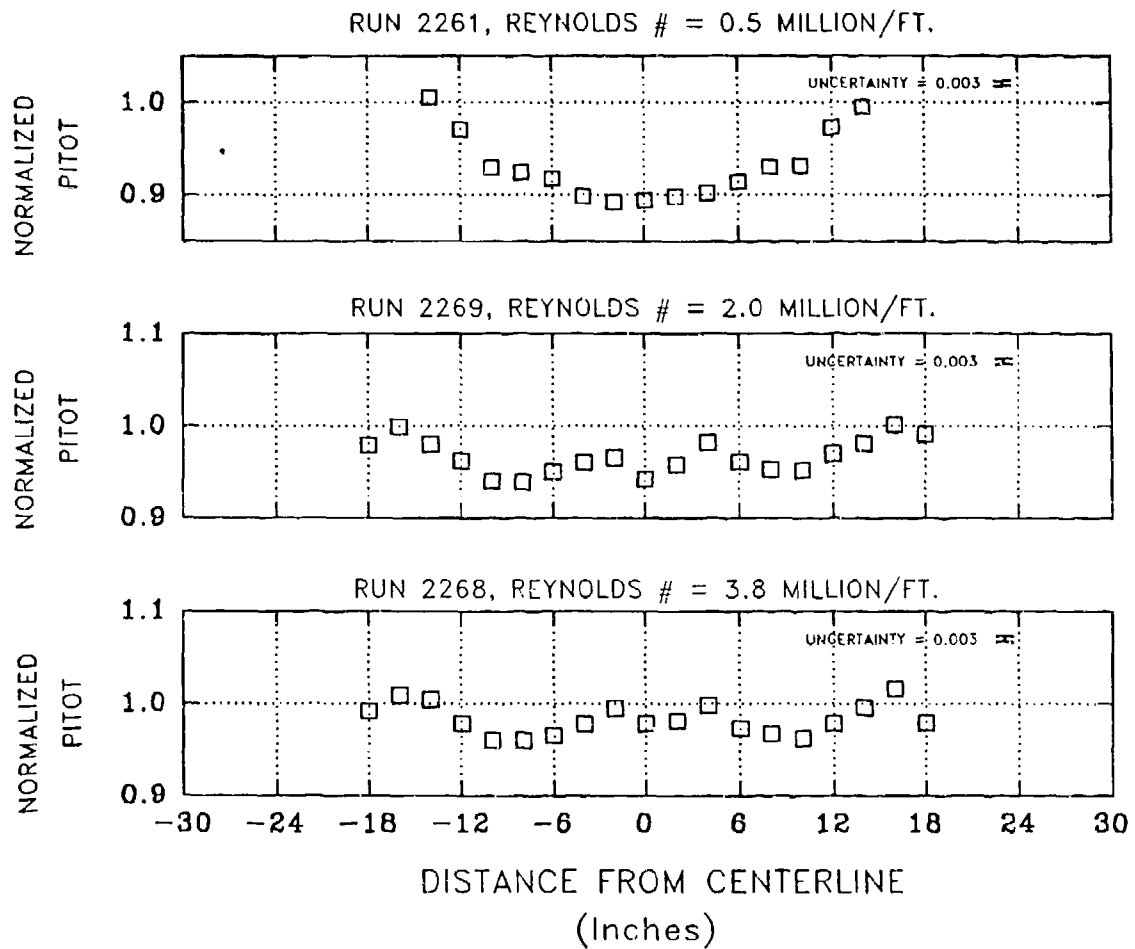 RUN 2261, REYNOLDS # = 0.5 MILLION/FT.
UNCERTAINTY = 0.003
1.0
0.9
NORMALIZED
PITOT
RUN 2269, REYNOLDS # = 2.0 MILLION/FT.
1.1
UNCERTAINTY = 0.003
1.0
0.9
NORMALIZED
PITOT
RUN 2268, REYNOLDS # = 3.8 MILLION/FT.
1.1
UNCERTAINTY = 0.003
1.0
0.9
NORMALIZED
PITOT
-30 -24 -18 -12 -6 0 6 12 18 24 30
DISTANCE FROM CENTERLINE
(Inches)